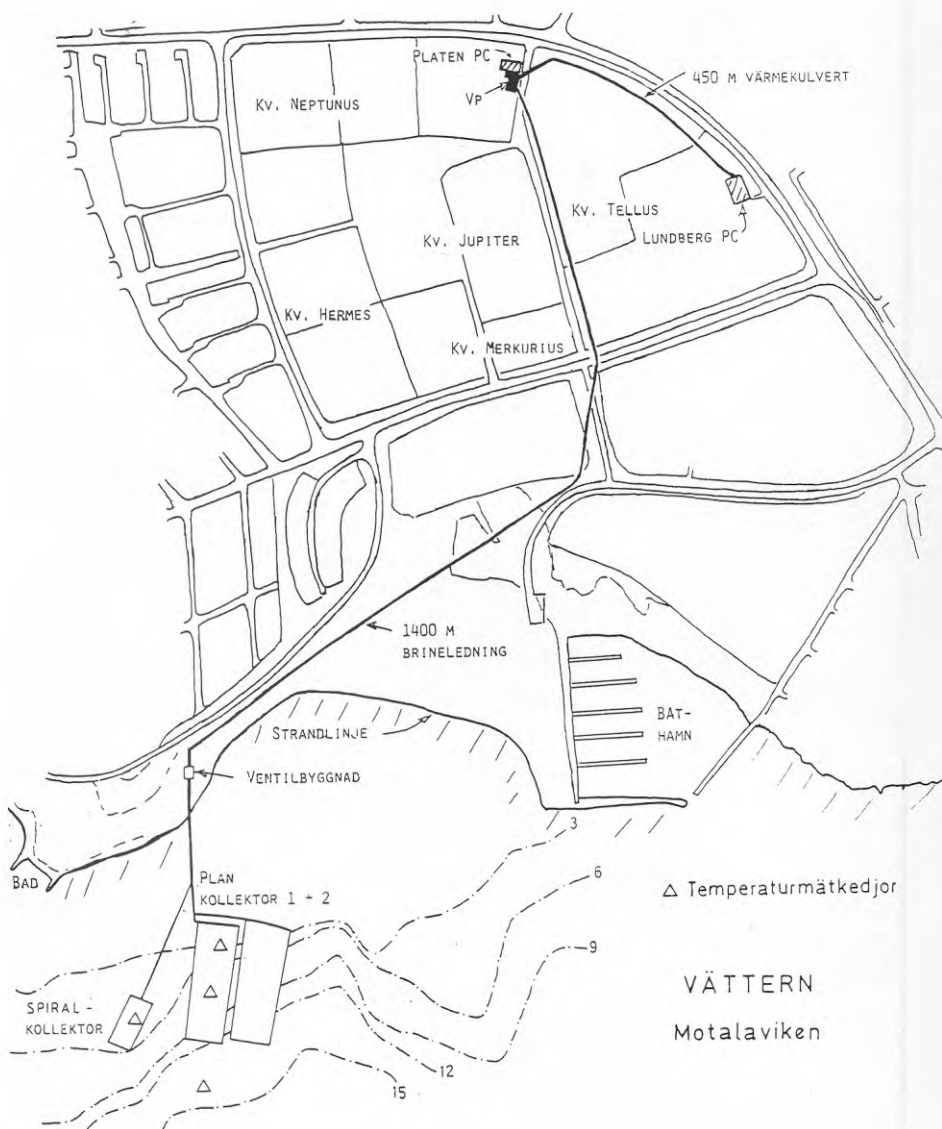 PLATEN PC
VP
450 M VÄRMEKULVERT
KV. NEPTUNUS
KV. TELLUS
LUNDBERG PC
KV. JUPITER
KV. HERMES
KV. MERKURIUS
1400 M
BRINELEDNING
STRANDLINJE
BÅT-
HAMN
VENTILBYGGNAD
BAD
PLAN
KOLLEKTOR 1 + 2
3
6
9
12
15
△ Temperaturmätkedjor
SPIRAL-
KOLLEKTOR
VÄTTERN
Motalaviken